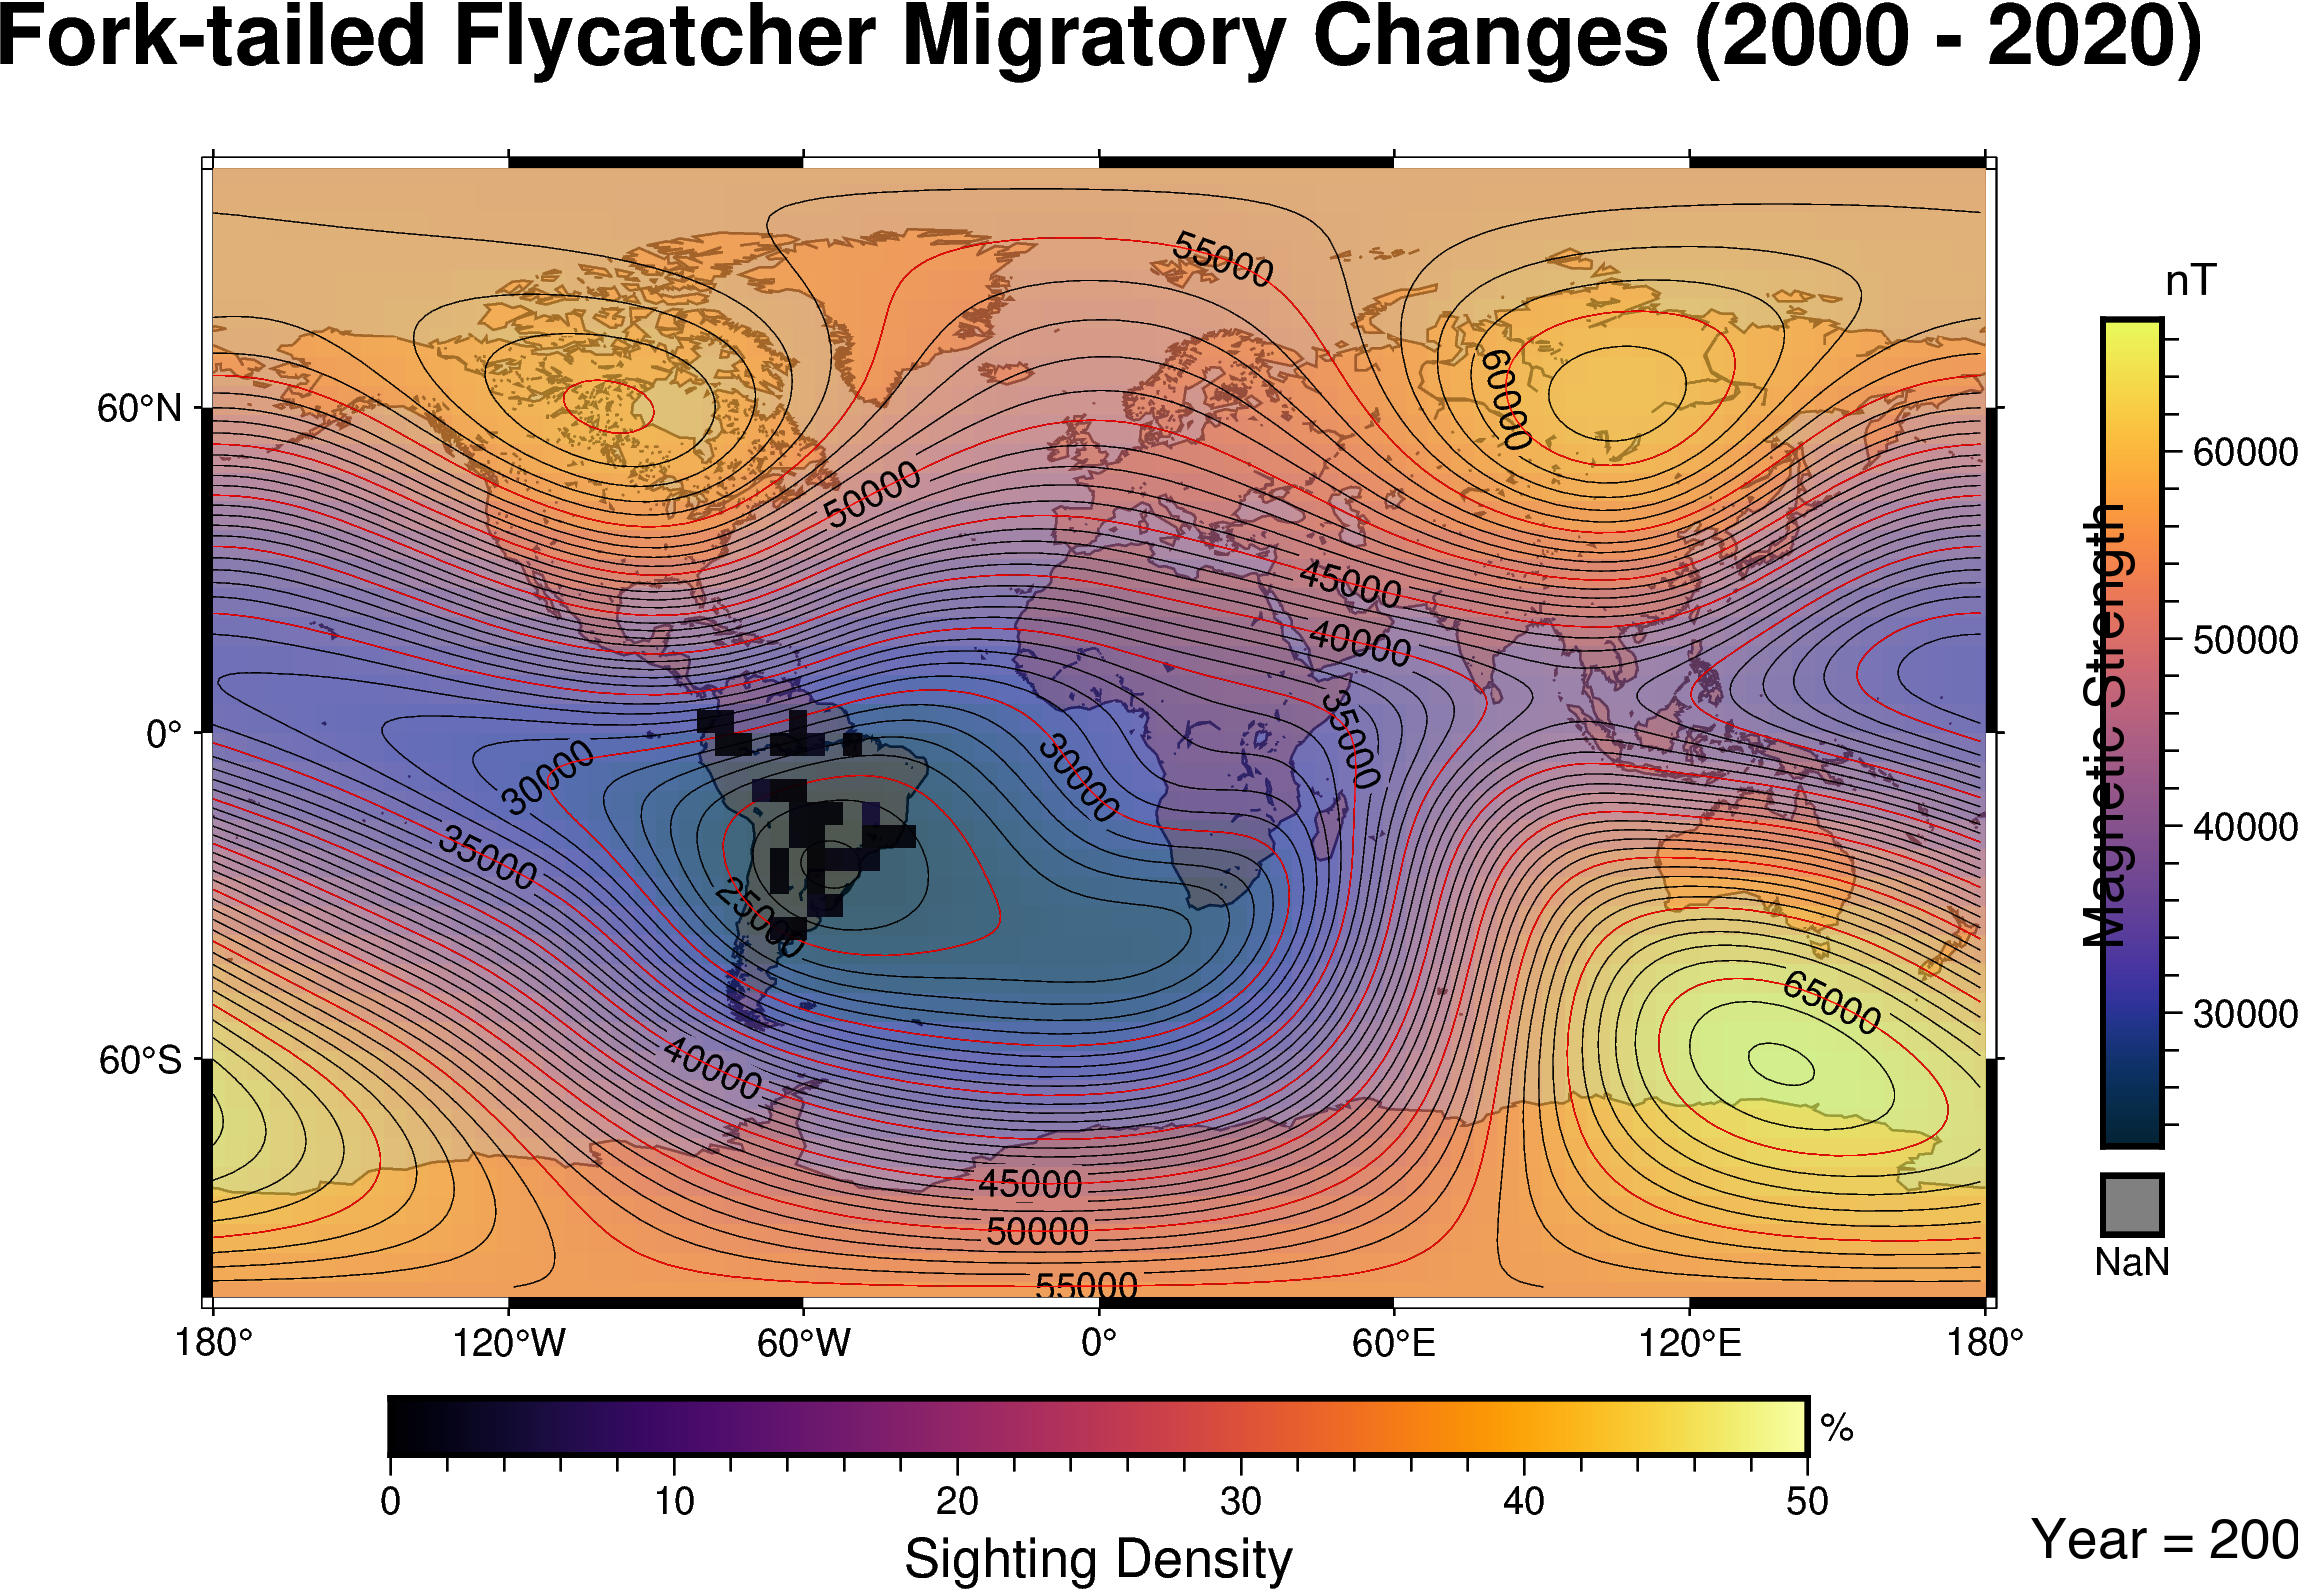 Fork-tailed Flycatcher Migratory Changes (2000 - 2020)
nT
55000
60000
60°N
50000
60000
45000
40000
50000
35000
0°
30000
30000
35000
40000
25000
65000
30000
60°S
40000
45000
50000
55000
Magnetic Strength
NaN
180° 120°W 60°W 0° 60°E 120°E 180°
%
0 10 20 30 40 50
Sighting Density
Year = 200